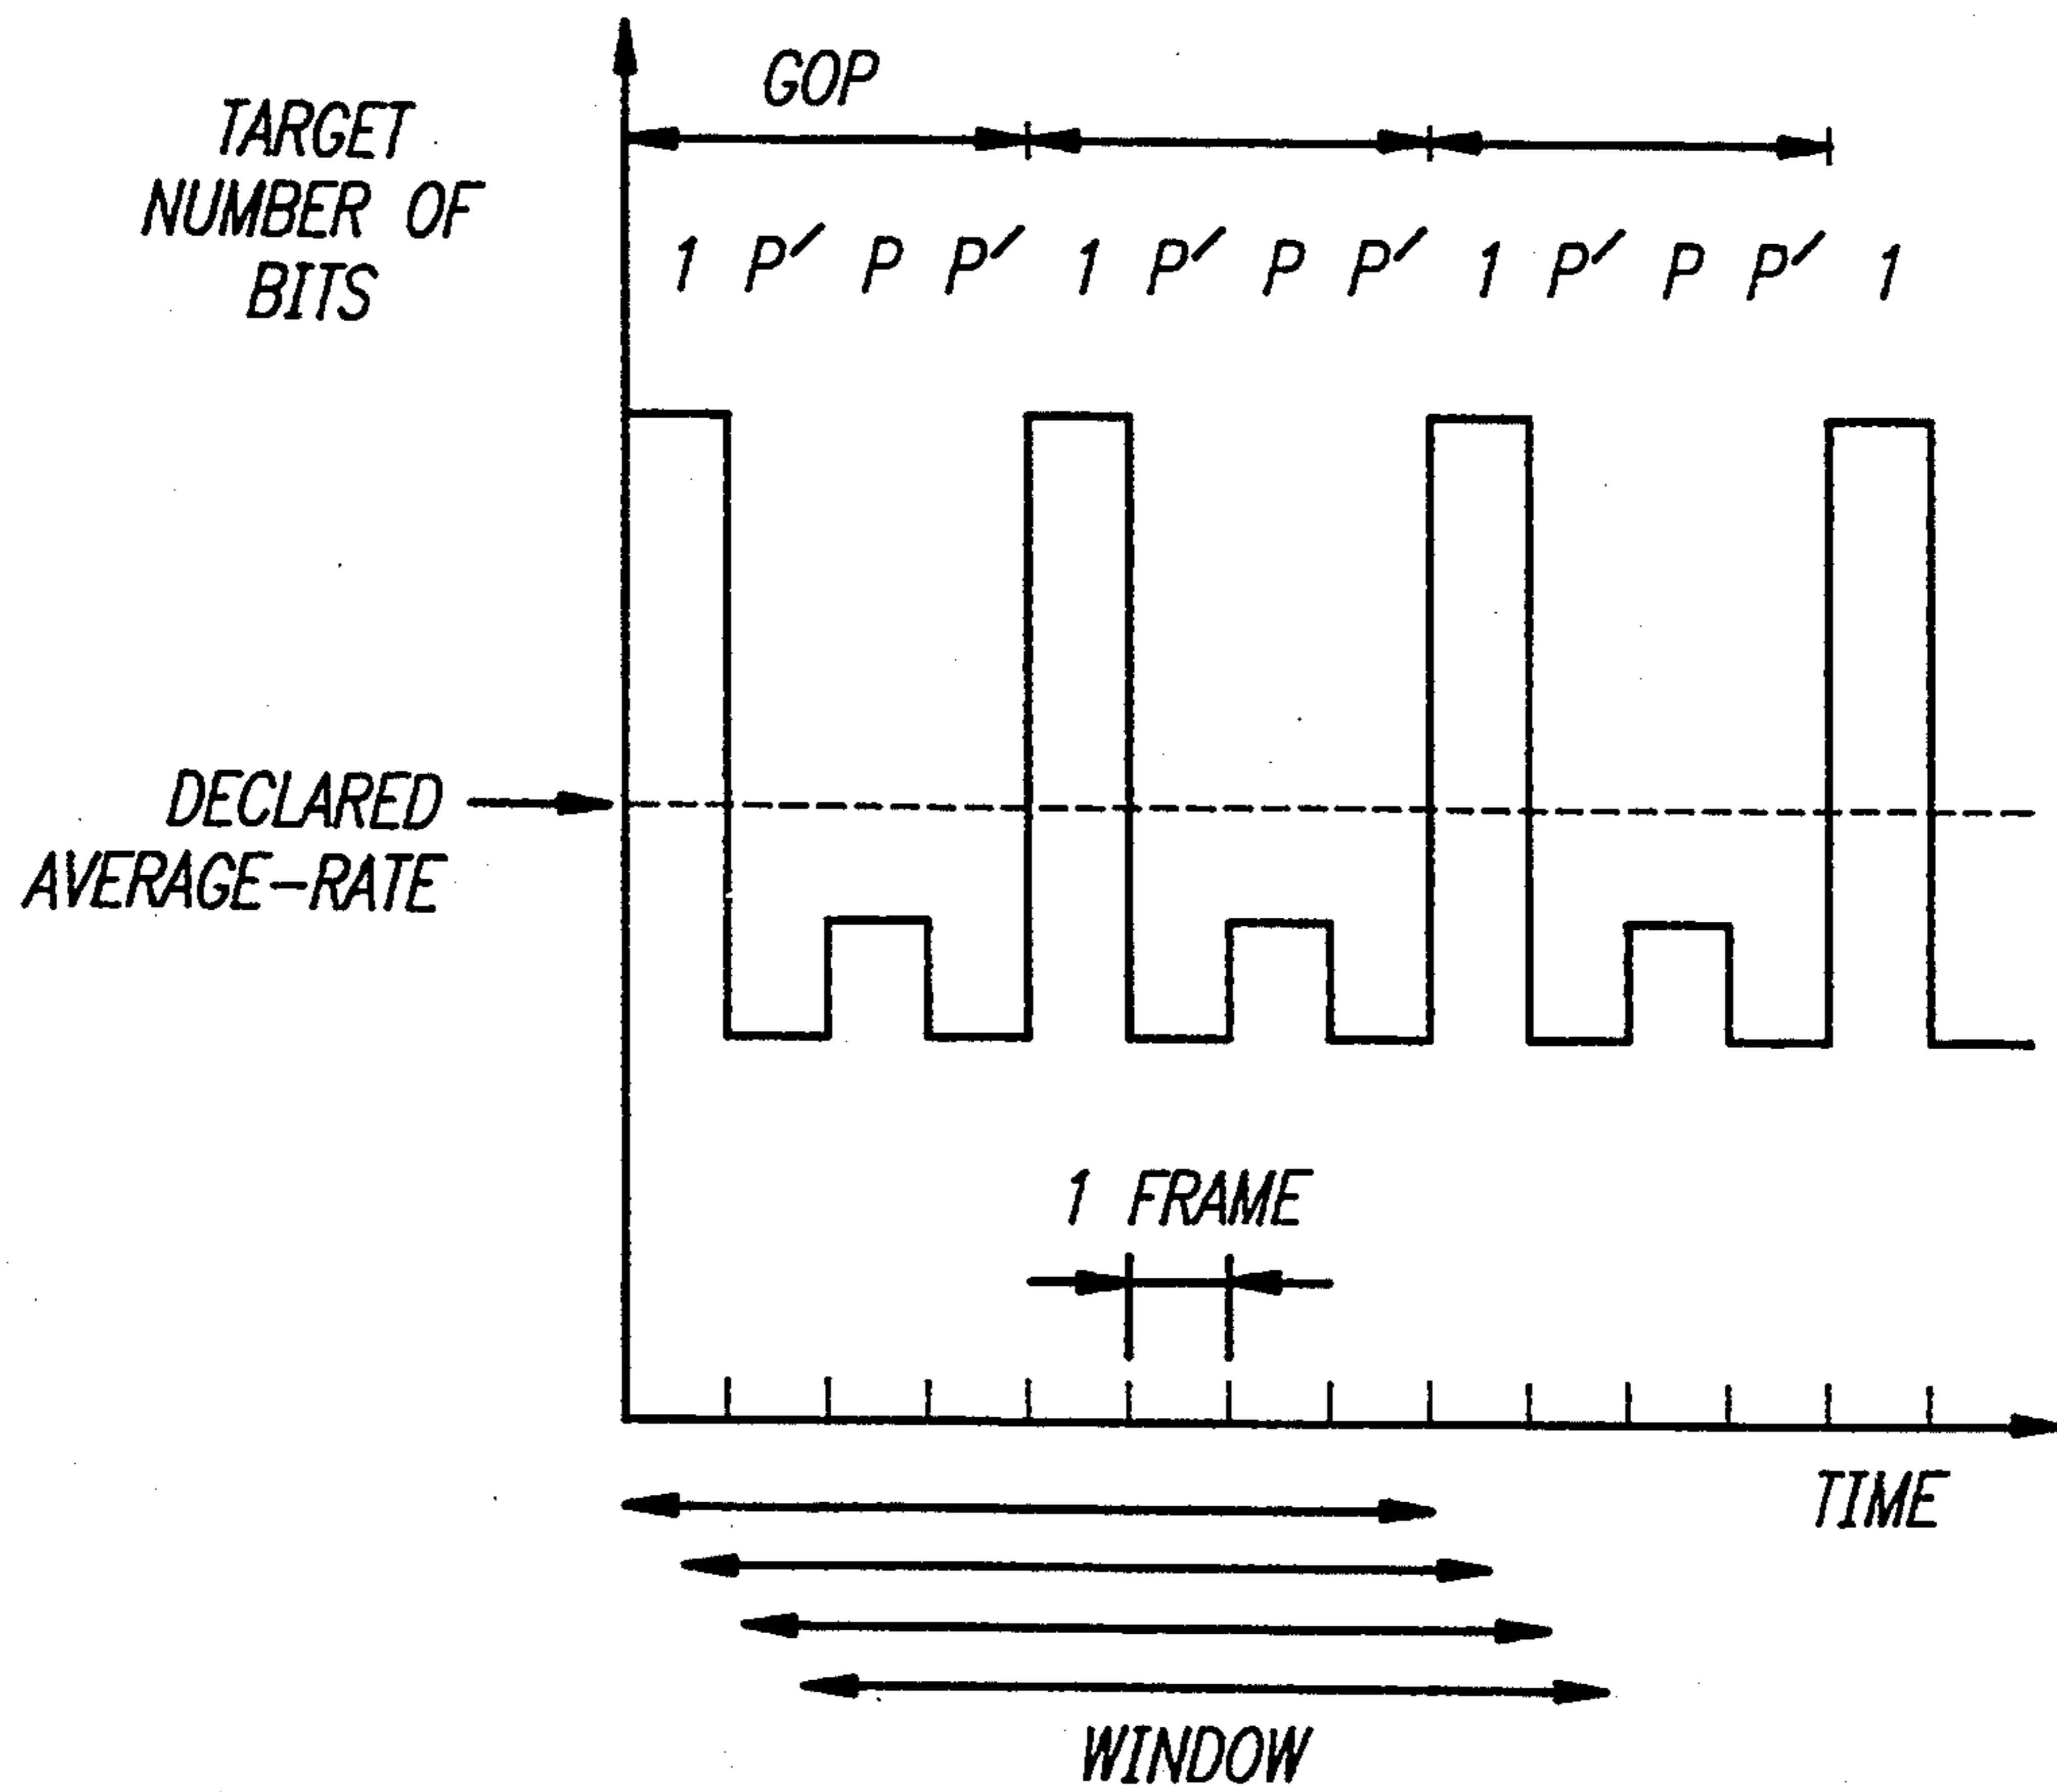 GOP
TARGET
NUMBER OF
BITS
1 P′ P P′ 1 P′ P P′ 1 P′ P P′ 1
DECLARED
AVERAGE-RATE
1 FRAME
TIME
WINDOW